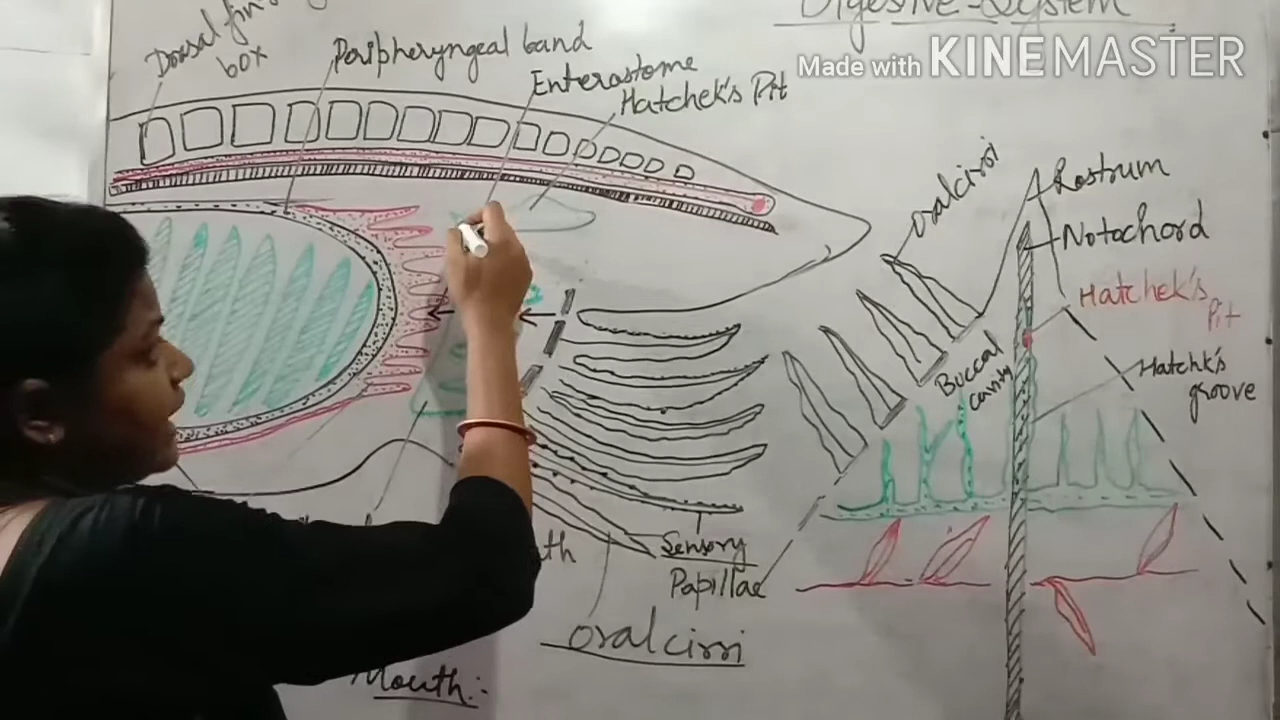 Digestive-System
Made with KINEMASTER
Dorsal fin
box
Peripheryngeal band
Enterastome
Hatchek's Pit
Oralcirri
Rostrum
Notochord
Hatchek's
Pit
Buccal
cavity
Hatchk's
groove
Sensory
Papillae
Oralcirri
Mouth:-